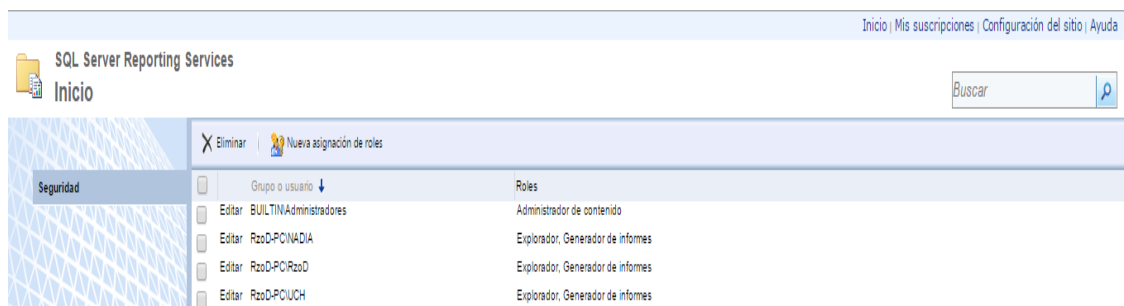 Inicio | Mis suscripciones | Configuración del sitio | Ayuda
SQL Server Reporting Services
Inicio
Buscar
Eliminar | Nueva asignación de roles
Seguridad
Grupo o usuario ↓ Roles
Editar BUILTIN\Administradores Administrador de contenido
Editar RzoD-PC\NADIA Explorador, Generador de informes
Editar RzoD-PC\RzoD Explorador, Generador de informes
Editar RzoD-PC\UCH Explorador, Generador de informes